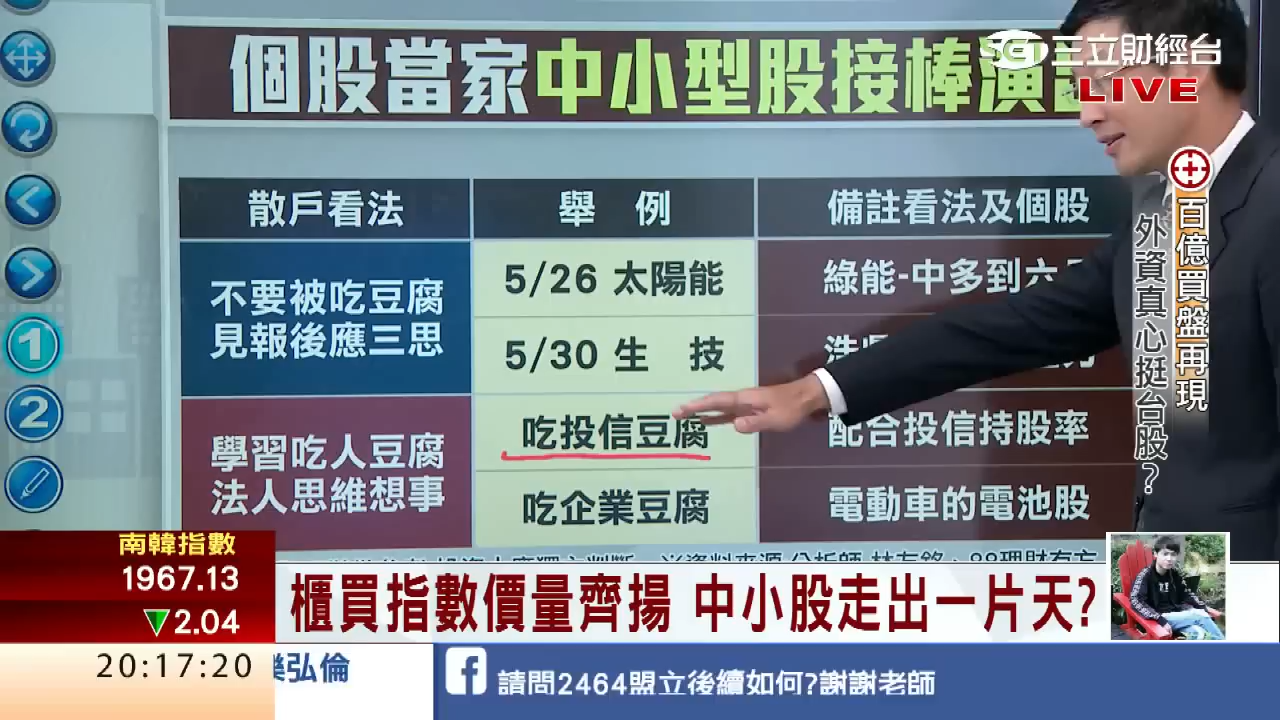 個股當家中小型股接棒演
三立財經台
LIVE
百億買盤再現
外資真心挺台股？
散戶看法 舉 例 備註看法及個股
不要被吃豆腐
見報後應三思
5/26 太陽能
綠能-中多到六
5/30 生 技
學習吃人豆腐
法人思維想事
吃投信豆腐
配合投信持股率
吃企業豆腐
電動車的電池股
1
2
南韓指數
1967.13
▼2.04
櫃買指數價量齊揚 中小股走出一片天?
20:17:20
弘倫
請問2464盟立後續如何?謝謝老師